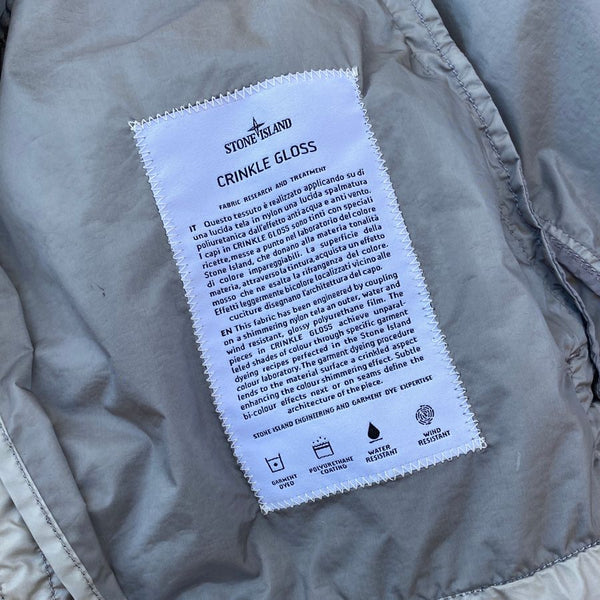 STONE ISLAND
CRINKLE GLOSS
FABRIC RESEARCH AND TREATMENT
IT Questo tessuto è realizzato applicando su di
una lucida tela in nylon una lucida spalmatura
poliuretanica dall'effetto anti acqua e anti vento.
I capi in CRINKLE GLOSS sono tinti con speciali
ricette, messe a punto nel laboratorio del colore
Stone Island, che donano alla materia tonalità
di colore impareggiabili. La superficie della
materia, attraverso la tintura, acquista un effetto
mosso che ne esalta la rifrangenza del colore.
Effetti leggermente bicolore localizzati vicino alle
cuciture disegnano l'architettura del capo.
EN This fabric has been engineered by coupling
on a shimmering nylon tela an outer, water and
wind resistant, glossy polyurethane film. The
pieces in CRINKLE GLOSS achieve unparal-
leled shades of colour through specific garment
dyeing recipes perfected in the Stone Island
colour laboratory. The garment dyeing procedure
lends to the material surface a crinkled aspect
enhancing the colour shimmering effect. Subtle
bi-colour effects next or on seams define the
architecture of the piece.
STONE ISLAND ENGINEERING AND GARMENT DYE EXPERTISE
GARMENT
DYED
POLYURETHANE
COATING
WATER
RESISTANT
WIND
RESISTANT